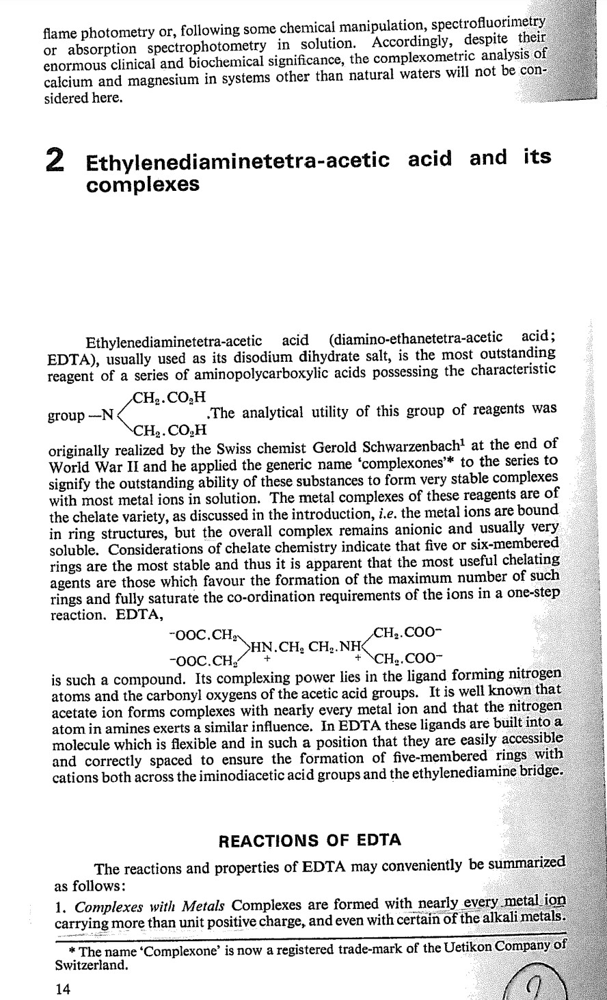 flame photometry or, following some chemical manipulation, spectrofluorimetry
or absorption spectrophotometry in solution. Accordingly, despite their
enormous clinical and biochemical significance, the complexometric analysis of
calcium and magnesium in systems other than natural waters will not be con-
sidered here.
2 Ethylenediaminetetra-acetic acid and its
complexes
Ethylenediaminetetra-acetic acid (diamino-ethanetetra-acetic acid;
EDTA), usually used as its disodium dihydrate salt, is the most outstanding
reagent of a series of aminopolycarboxylic acids possessing the characteristic
CH₂.CO₂H
group —N< .The analytical utility of this group of reagents was
CH₂.CO₂H
originally realized by the Swiss chemist Gerold Schwarzenbach¹ at the end of
World War II and he applied the generic name ‘complexones’* to the series to
signify the outstanding ability of these substances to form very stable complexes
with most metal ions in solution. The metal complexes of these reagents are of
the chelate variety, as discussed in the introduction, i.e. the metal ions are bound
in ring structures, but the overall complex remains anionic and usually very
soluble. Considerations of chelate chemistry indicate that five or six-membered
rings are the most stable and thus it is apparent that the most useful chelating
agents are those which favour the formation of the maximum number of such
rings and fully saturate the co-ordination requirements of the ions in a one-step
reaction. EDTA,
⁻OOC.CH₂ CH₂.COO⁻
>HN.CH₂ CH₂.NH<
⁻OOC.CH₂ + + CH₂.COO⁻
is such a compound. Its complexing power lies in the ligand forming nitrogen
atoms and the carbonyl oxygens of the acetic acid groups. It is well known that
acetate ion forms complexes with nearly every metal ion and that the nitrogen
atom in amines exerts a similar influence. In EDTA these ligands are built into a
molecule which is flexible and in such a position that they are easily accessible
and correctly spaced to ensure the formation of five-membered rings with
cations both across the iminodiacetic acid groups and the ethylenediamine bridge.
REACTIONS OF EDTA
The reactions and properties of EDTA may conveniently be summarized
as follows:
1. Complexes with Metals Complexes are formed with nearly every metal ion
carrying more than unit positive charge, and even with certain of the alkali metals.
* The name ‘Complexone’ is now a registered trade-mark of the Uetikon Company of
Switzerland.
14